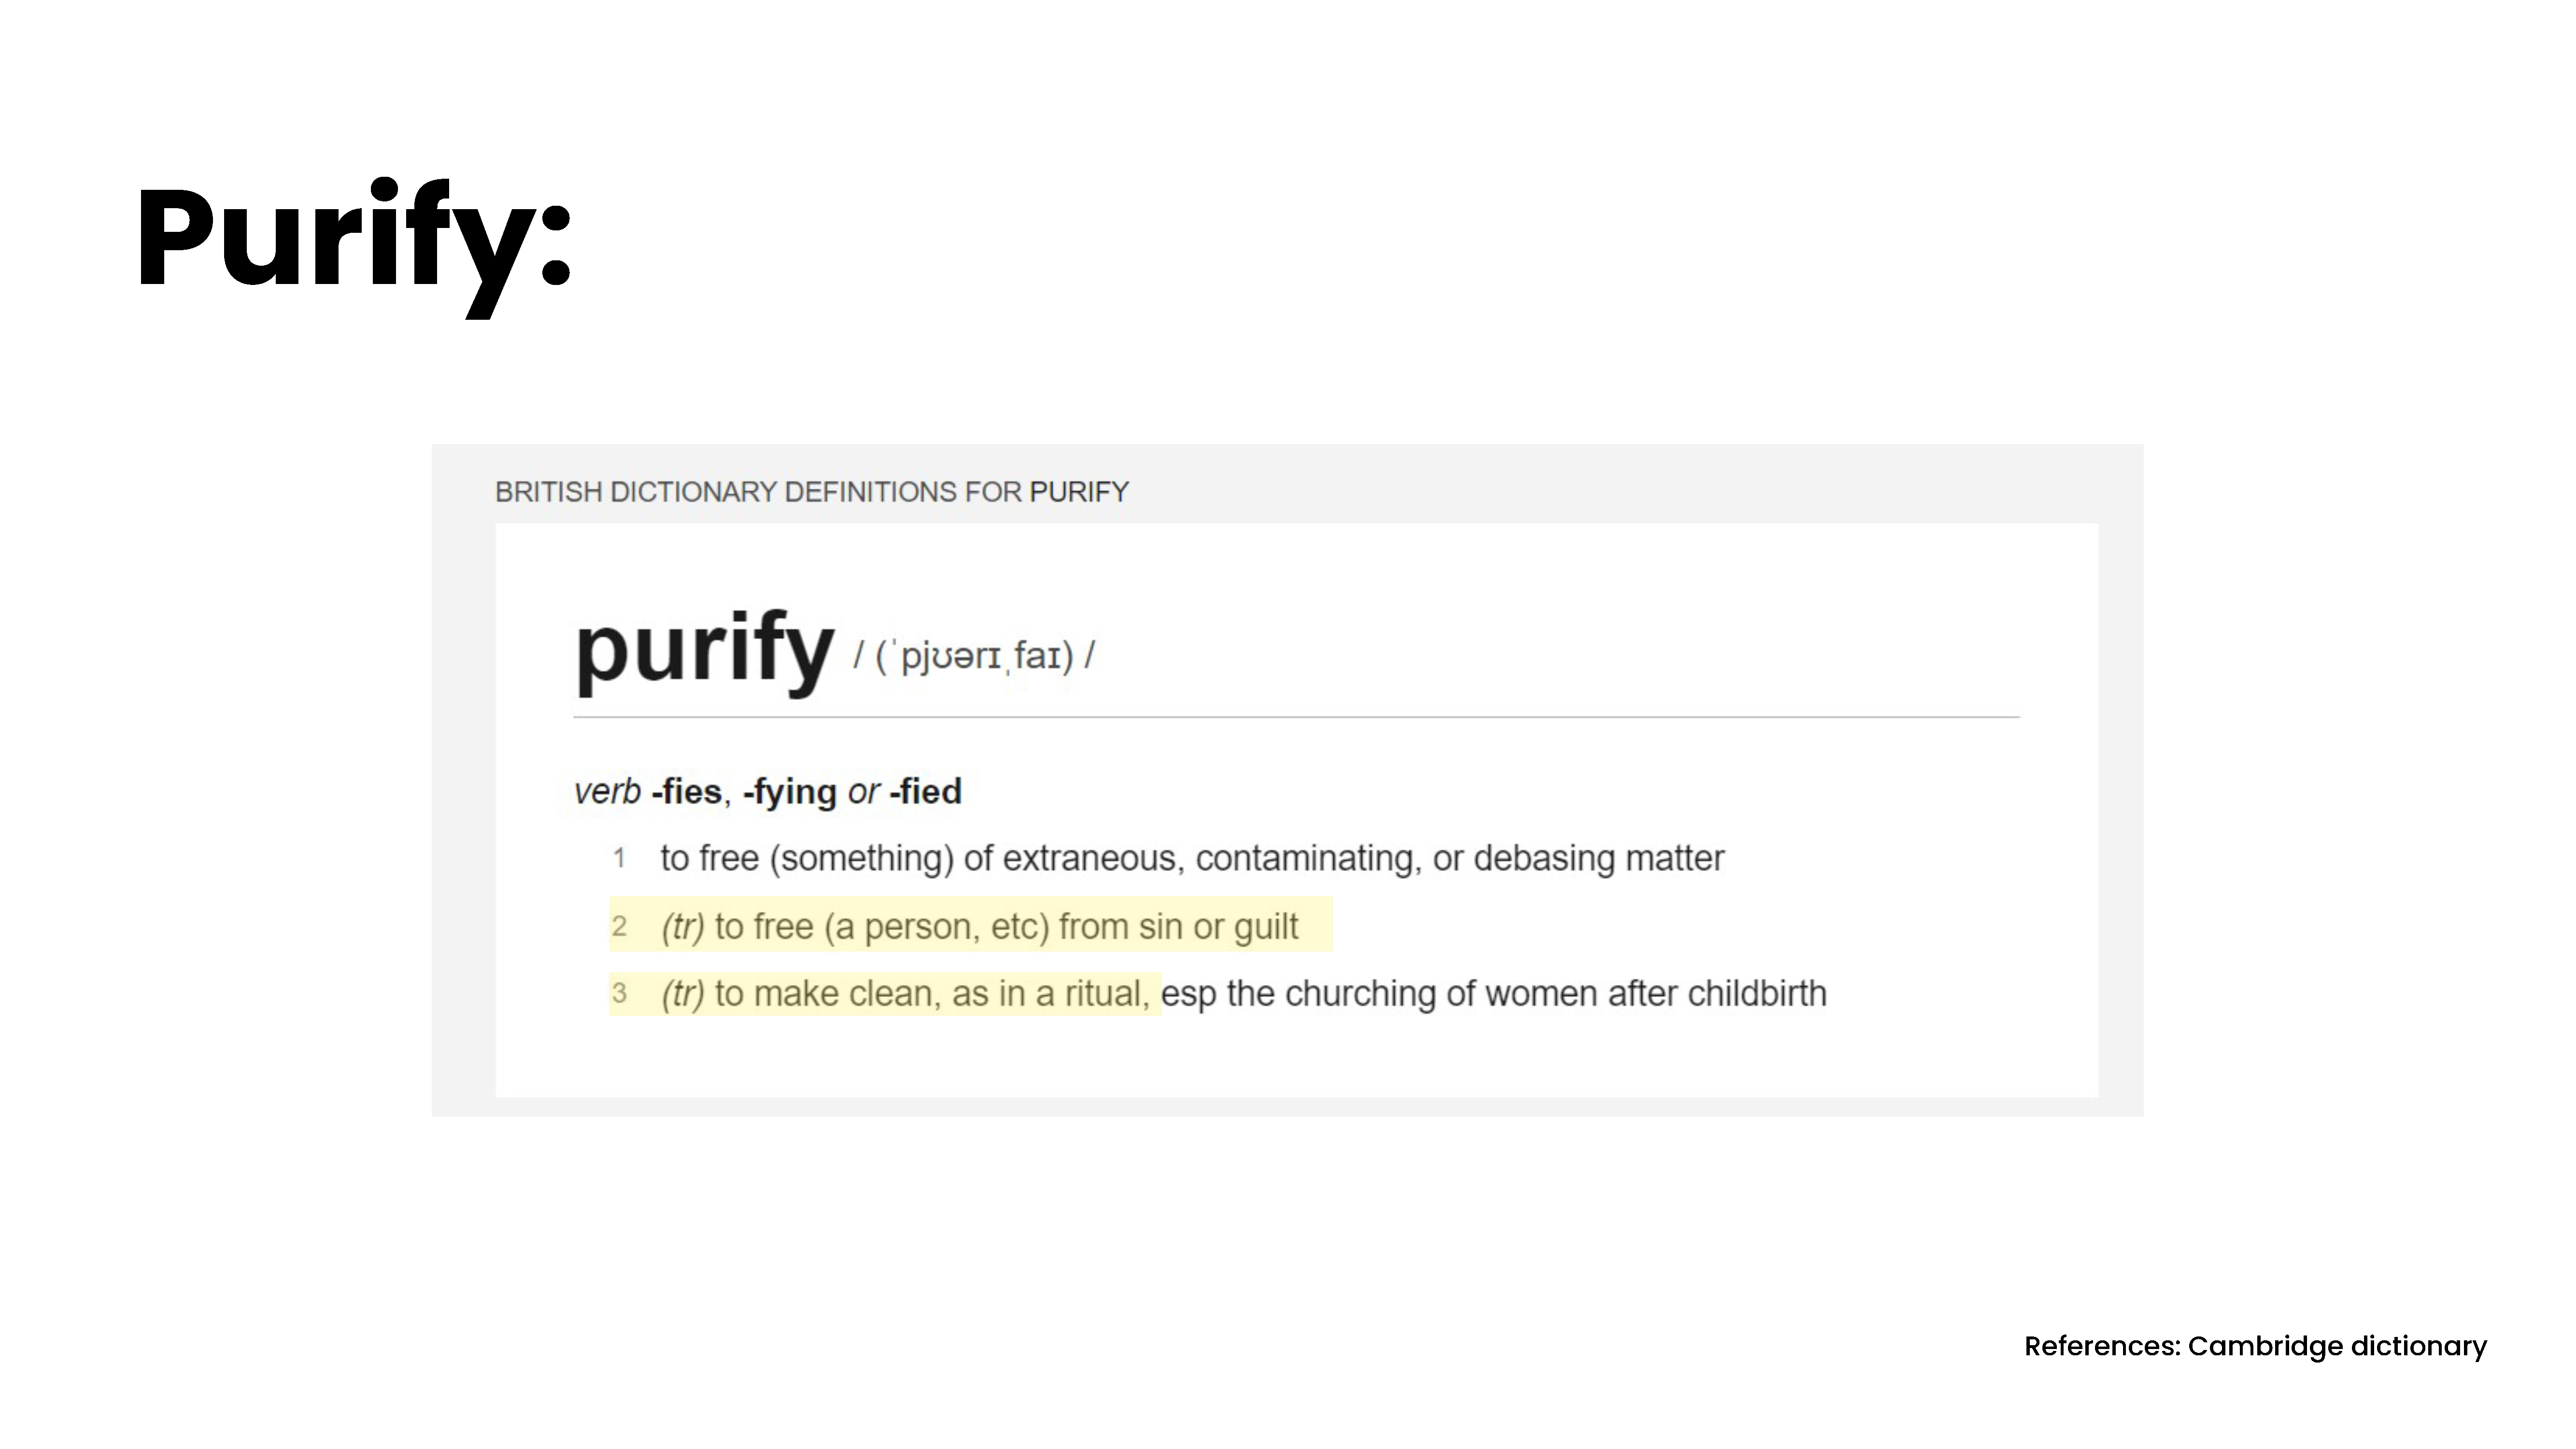 Purify:
BRITISH DICTIONARY DEFINITIONS FOR PURIFY
purify / (ˈpjʊərɪˌfaɪ) /
verb -fies, -fying or -fied
1 to free (something) of extraneous, contaminating, or debasing matter
2 (tr) to free (a person, etc) from sin or guilt
3 (tr) to make clean, as in a ritual, esp the churching of women after childbirth
References: Cambridge dictionary